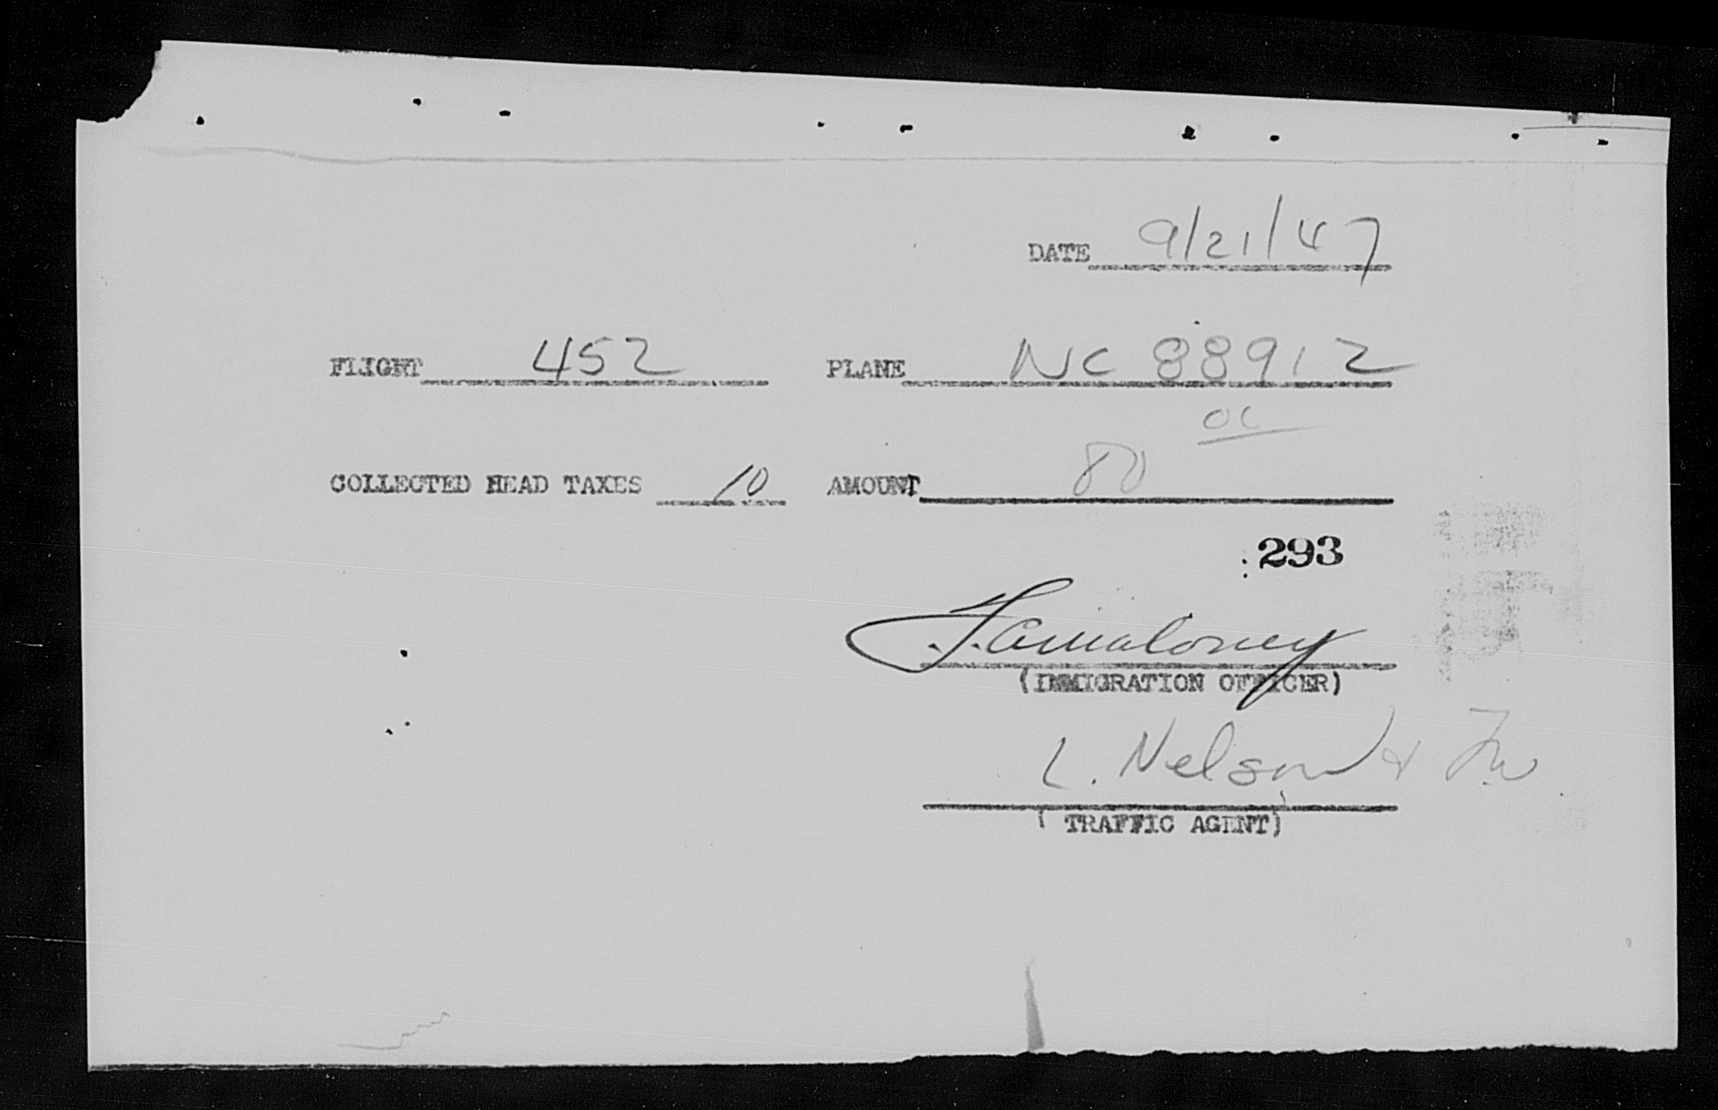 DATE 9/21/47
FLIGHT 452 PLANE NC 88912
COLLECTED HEAD TAXES 10 AMOUNT 80 00
293
F.A. Maloney
(IMMIGRATION OFFICER)
L. Nelson
( TRAFFIC AGENT)